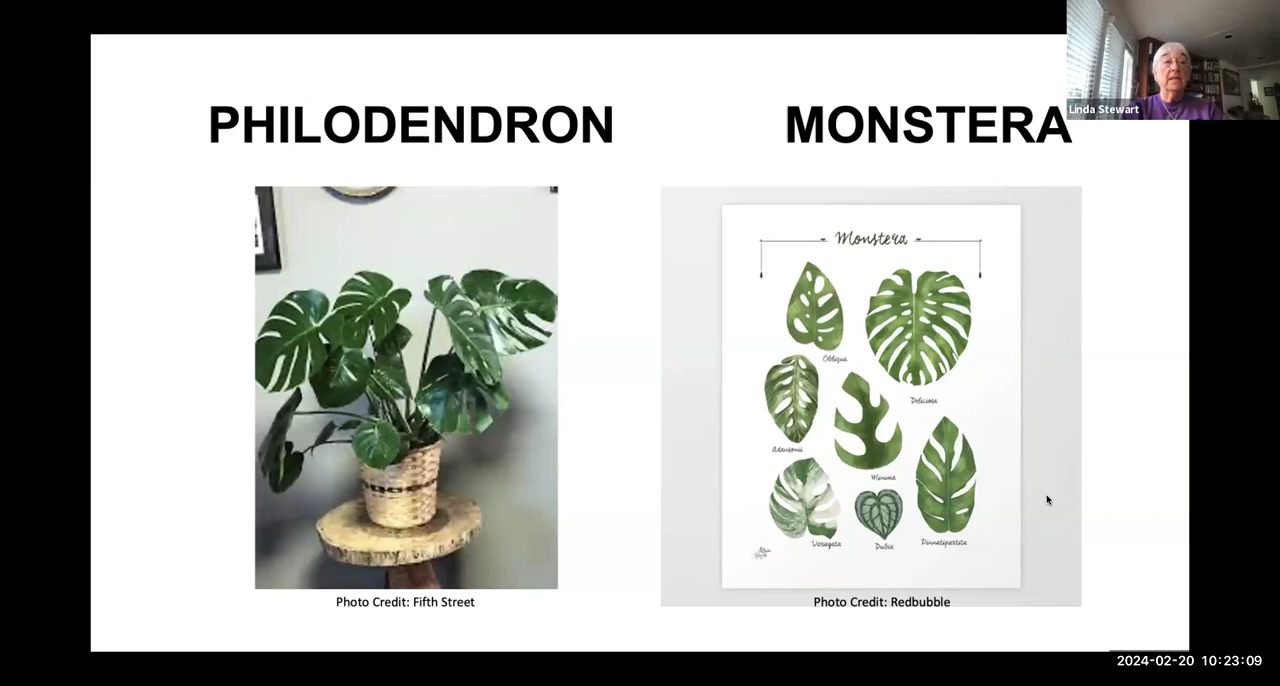 PHILODENDRON
MONSTERA
Linda Stewart
Monstera
Obliqua
Deliciosa
Adansonii
Minima
Variegata
Dubia
Pinnatipartita
Photo Credit: Fifth Street
Photo Credit: Redbubble
2024-02-20 10:23:09